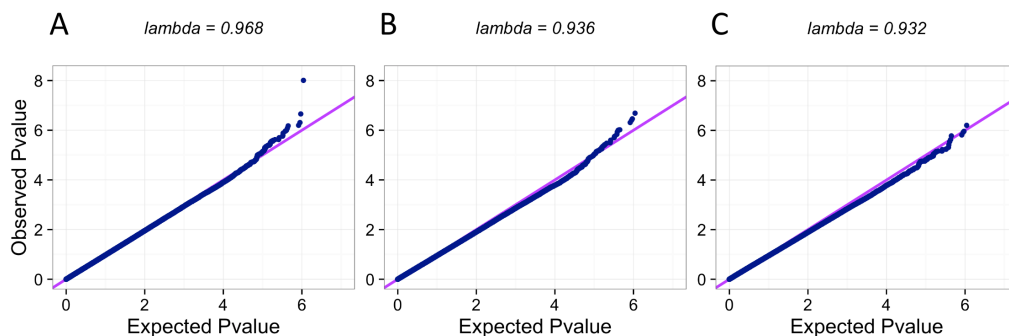 A
lambda = 0.968
Observed Pvalue
8
6
4
2
0
0 2 4 6
Expected Pvalue
B
lambda = 0.936
8
6
4
2
0
0 2 4 6
Expected Pvalue
C
lambda = 0.932
8
6
4
2
0
0 2 4 6
Expected Pvalue